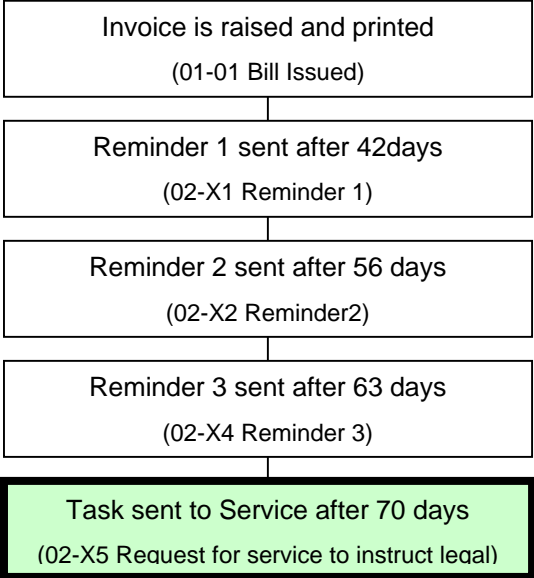 Invoice is raised and printed
(01-01 Bill Issued)
Reminder 1 sent after 42days
(02-X1 Reminder 1)
Reminder 2 sent after 56 days
(02-X2 Reminder2)
Reminder 3 sent after 63 days
(02-X4 Reminder 3)
Task sent to Service after 70 days
(02-X5 Request for service to instruct legal)